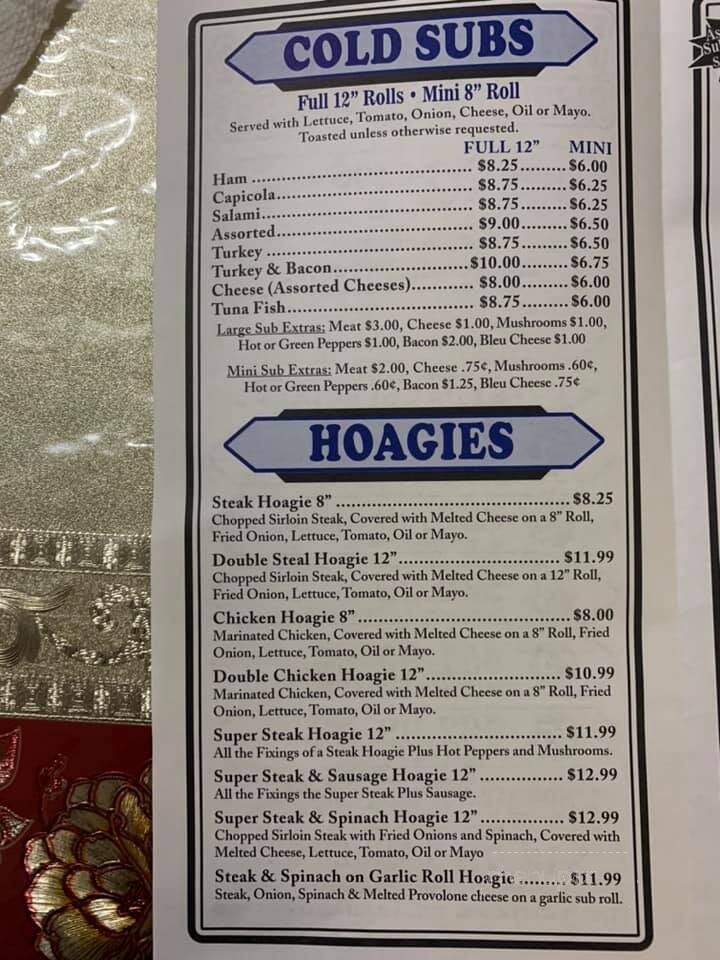 COLD SUBS
Full 12” Rolls • Mini 8” Roll
Served with Lettuce, Tomato, Onion, Cheese, Oil or Mayo.
Toasted unless otherwise requested.
FULL 12” MINI
Ham .......... $8.25 .......... $6.00
Capicola .......... $8.75 .......... $6.25
Salami .......... $8.75 .......... $6.25
Assorted .......... $9.00 .......... $6.50
Turkey .......... $8.75 .......... $6.50
Turkey & Bacon .......... $10.00 .......... $6.75
Cheese (Assorted Cheeses) .......... $8.00 .......... $6.00
Tuna Fish .......... $8.75 .......... $6.00
Large Sub Extras: Meat $3.00, Cheese $1.00, Mushrooms $1.00,
Hot or Green Peppers $1.00, Bacon $2.00, Bleu Cheese $1.00
Mini Sub Extras: Meat $2.00, Cheese .75¢, Mushrooms .60¢,
Hot or Green Peppers .60¢, Bacon $1.25, Bleu Cheese .75¢
HOAGIES
Steak Hoagie 8” .......... $8.25
Chopped Sirloin Steak, Covered with Melted Cheese on a 8” Roll,
Fried Onion, Lettuce, Tomato, Oil or Mayo.
Double Steal Hoagie 12” .......... $11.99
Chopped Sirloin Steak, Covered with Melted Cheese on a 12” Roll,
Fried Onion, Lettuce, Tomato, Oil or Mayo.
Chicken Hoagie 8” .......... $8.00
Marinated Chicken, Covered with Melted Cheese on a 8” Roll, Fried
Onion, Lettuce, Tomato, Oil or Mayo.
Double Chicken Hoagie 12” .......... $10.99
Marinated Chicken, Covered with Melted Cheese on a 8” Roll, Fried
Onion, Lettuce, Tomato, Oil or Mayo.
Super Steak Hoagie 12” .......... $11.99
All the Fixings of a Steak Hoagie Plus Hot Peppers and Mushrooms.
Super Steak & Sausage Hoagie 12” .......... $12.99
All the Fixings the Super Steak Plus Sausage.
Super Steak & Spinach Hoagie 12” .......... $12.99
Chopped Sirloin Steak with Fried Onions and Spinach, Covered with
Melted Cheese, Lettuce, Tomato, Oil or Mayo
Steak & Spinach on Garlic Roll Hoagie .......... $11.99
Steak, Onion, Spinach & Melted Provolone cheese on a garlic sub roll.